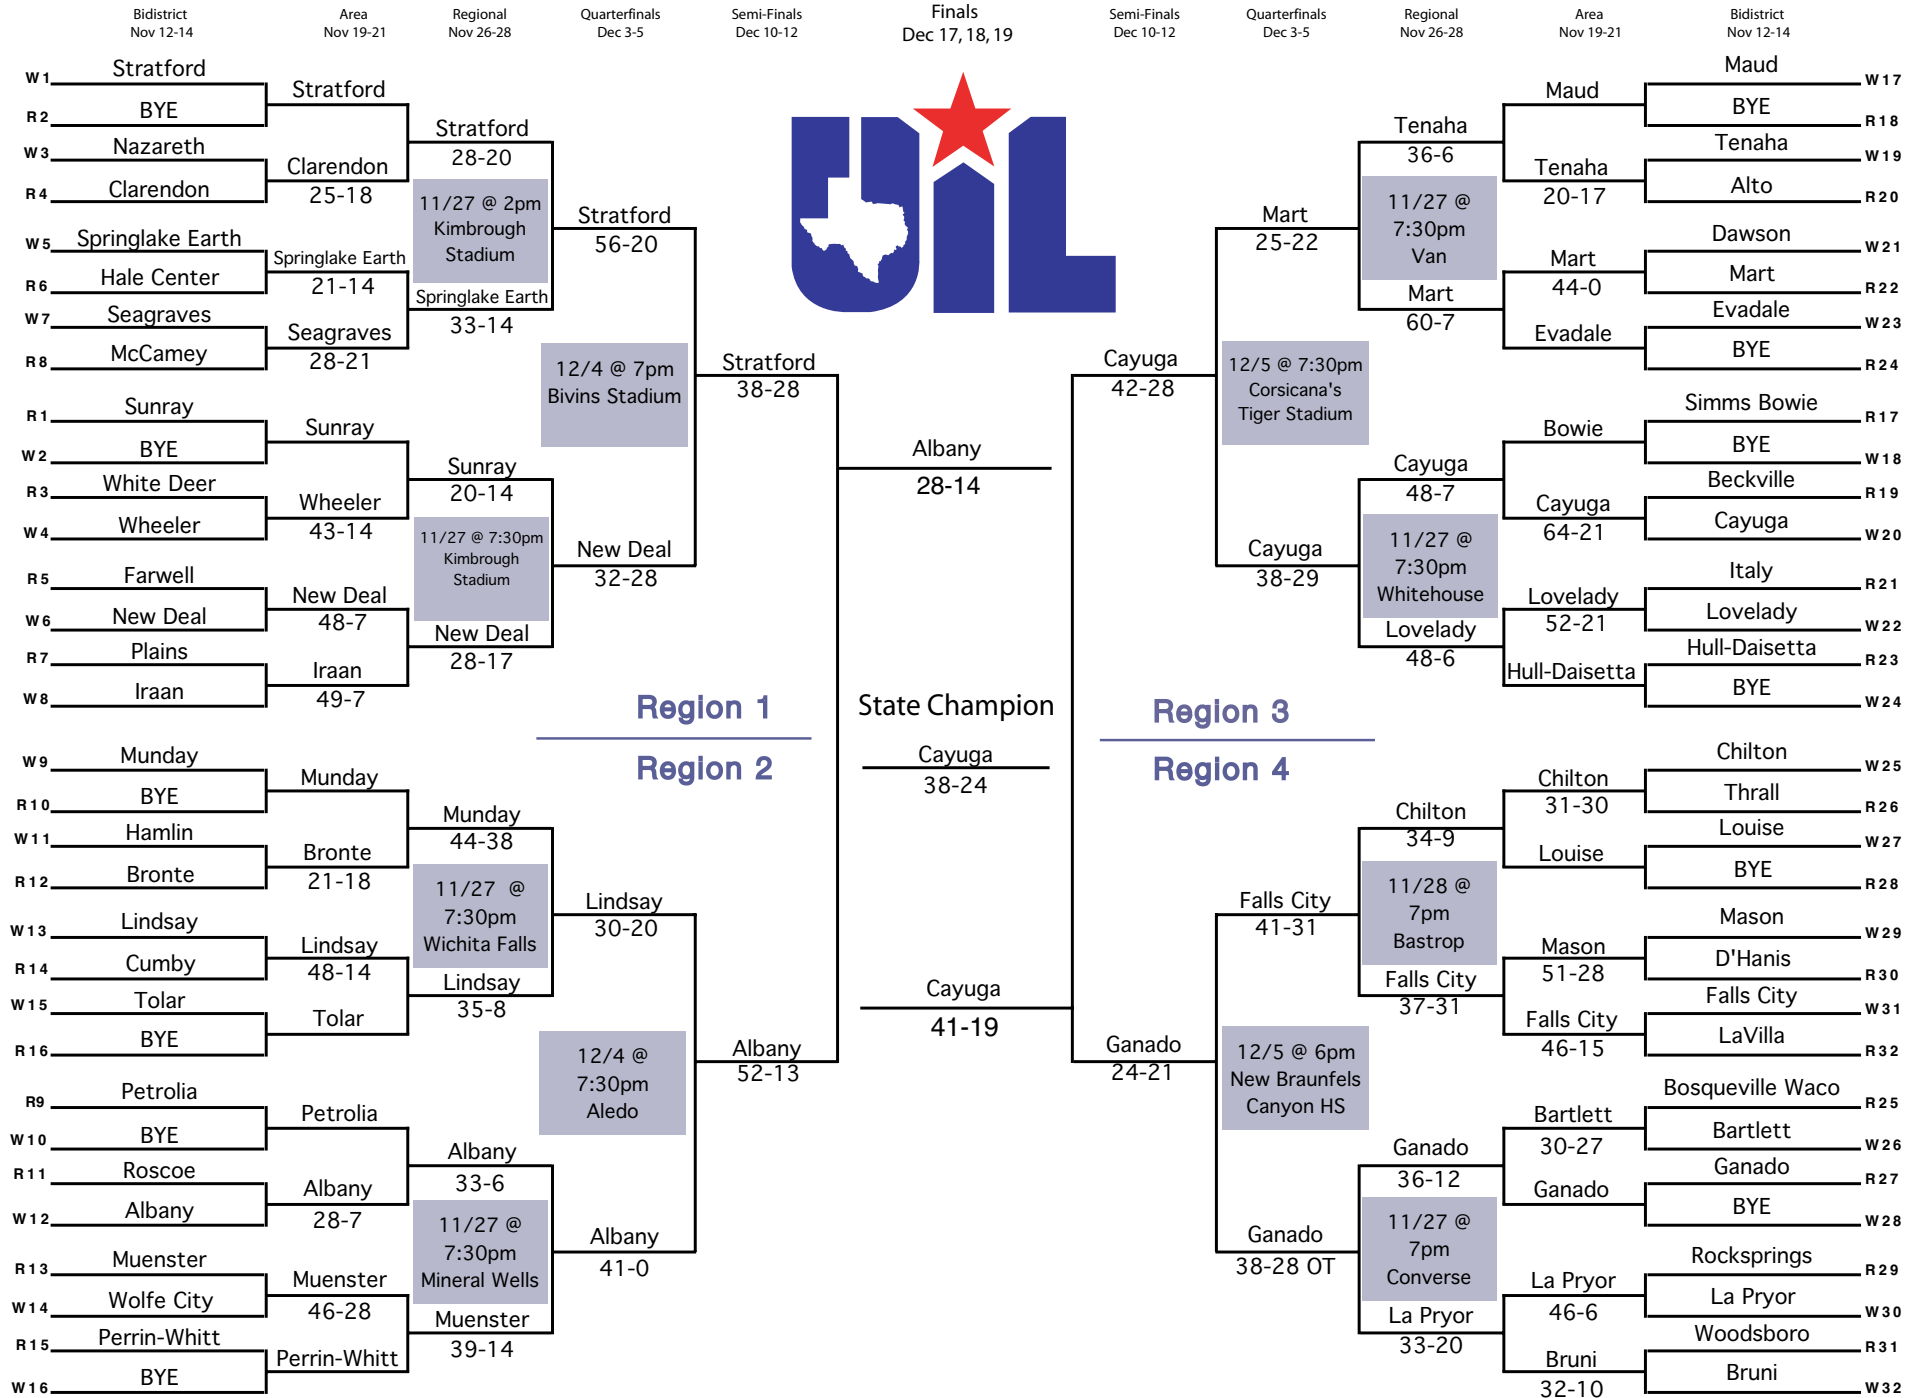 Bidistrict
Nov 12-14
Area
Nov 19-21
Regional
Nov 26-28
Quarterfinals
Dec 3-5
Semi-Finals
Dec 10-12
Finals
Dec 17, 18, 19
Semi-Finals
Dec 10-12
Quarterfinals
Dec 3-5
Regional
Nov 26-28
Area
Nov 19-21
Bidistrict
Nov 12-14
W1 Stratford
R2 BYE
W3 Nazareth
R4 Clarendon
W5 Springlake Earth
R6 Hale Center
W7 Seagraves
R8 McCamey
R1 Sunray
W2 BYE
R3 White Deer
W4 Wheeler
R5 Farwell
W6 New Deal
R7 Plains
W8 Iraan
W9 Munday
R10 BYE
W11 Hamlin
R12 Bronte
W13 Lindsay
R14 Cumby
W15 Tolar
R16 BYE
R9 Petrolia
W10 BYE
R11 Roscoe
W12 Albany
R13 Muenster
W14 Wolfe City
R15 Perrin-Whitt
W16 BYE
Stratford
Clarendon
25-18
Springlake Earth
21-14
Seagraves
28-21
Sunray
Wheeler
43-14
New Deal
48-7
Iraan
49-7
Munday
Bronte
21-18
Lindsay
48-14
Tolar
Petrolia
Albany
28-7
Muenster
46-28
Perrin-Whitt
Stratford
28-20
11/27 @ 2pm
Kimbrough
Stadium
Springlake Earth
33-14
Sunray
20-14
11/27 @ 7:30pm
Kimbrough
Stadium
New Deal
28-17
Munday
44-38
11/27 @
7:30pm
Wichita Falls
Lindsay
35-8
Albany
33-6
11/27 @
7:30pm
Mineral Wells
Muenster
39-14
Stratford
56-20
12/4 @ 7pm
Bivins Stadium
New Deal
32-28
Lindsay
30-20
12/4 @
7:30pm
Aledo
Albany
41-0
Stratford
38-28
Albany
52-13
Region 1
Region 2
UIL
Albany
28-14
State Champion
Cayuga
38-24
Cayuga
41-19
Region 3
Region 4
Cayuga
42-28
Ganado
24-21
Mart
25-22
12/5 @ 7:30pm
Corsicana's
Tiger Stadium
Cayuga
38-29
Falls City
41-31
12/5 @ 6pm
New Braunfels
Canyon HS
Ganado
38-28 OT
Tenaha
36-6
11/27 @
7:30pm
Van
Mart
60-7
Cayuga
48-7
11/27 @
7:30pm
Whitehouse
Lovelady
48-6
Chilton
34-9
11/28 @
7pm
Bastrop
Falls City
37-31
Ganado
36-12
11/27 @
7pm
Converse
La Pryor
33-20
Maud
Tenaha
20-17
Mart
44-0
Evadale
Bowie
Cayuga
64-21
Lovelady
52-21
Hull-Daisetta
Chilton
31-30
Louise
Mason
51-28
Falls City
46-15
Bartlett
30-27
Ganado
La Pryor
46-6
Bruni
32-10
Maud W17
BYE R18
Tenaha W19
Alto R20
Dawson W21
Mart R22
Evadale W23
BYE R24
Simms Bowie R17
BYE W18
Beckville R19
Cayuga W20
Italy R21
Lovelady W22
Hull-Daisetta R23
BYE W24
Chilton W25
Thrall R26
Louise W27
BYE R28
Mason W29
D'Hanis R30
Falls City W31
LaVilla R32
Bosqueville Waco R25
Bartlett W26
Ganado R27
BYE W28
Rocksprings R29
La Pryor W30
Woodsboro R31
Bruni W32